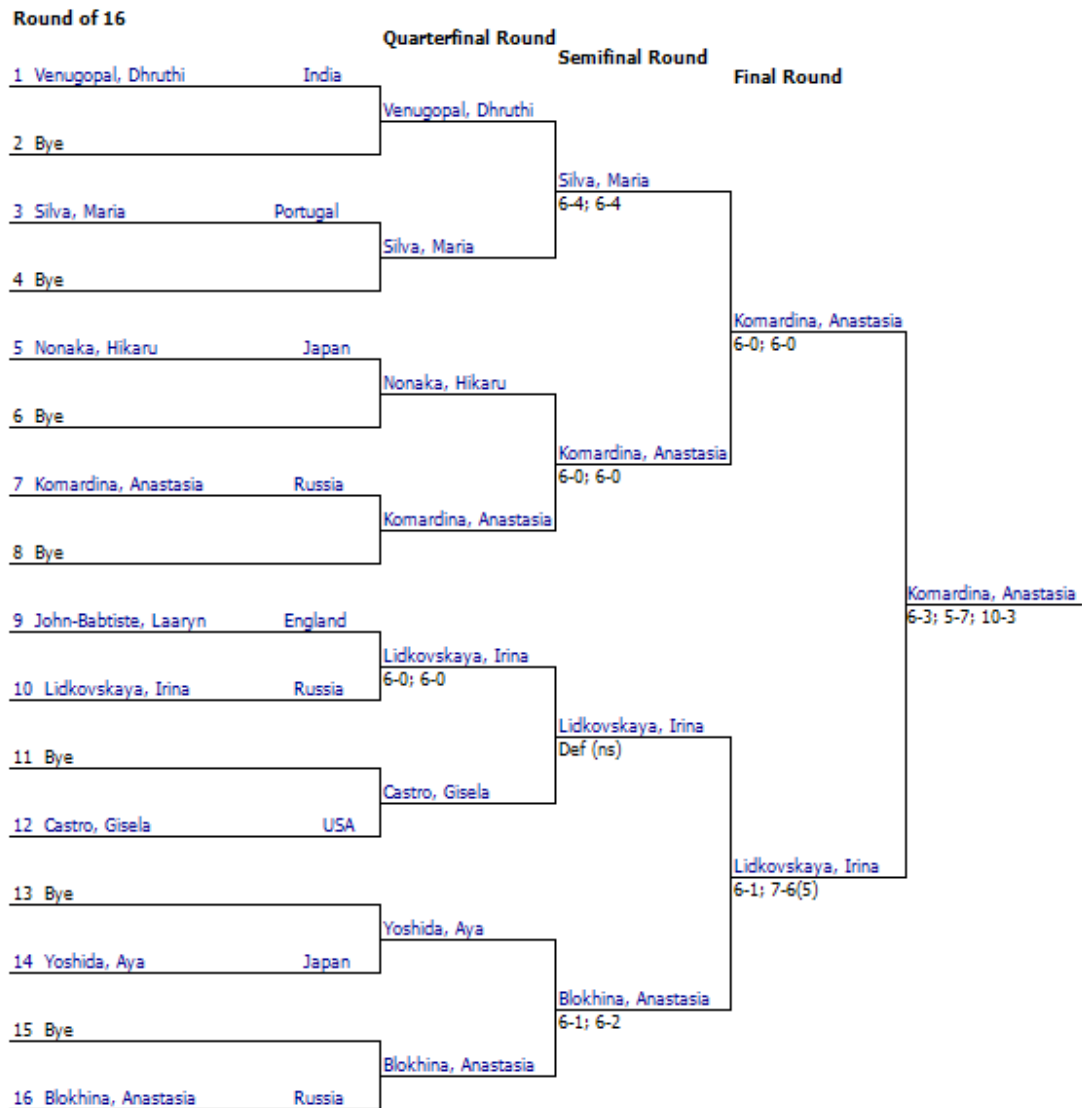 Round of 16
Quarterfinal Round
Semifinal Round
Final Round
1 Venugopal, Dhruthi India
Venugopal, Dhruthi
2 Bye
Silva, Maria
6-4; 6-4
3 Silva, Maria Portugal
Silva, Maria
4 Bye
Komardina, Anastasia
6-0; 6-0
5 Nonaka, Hikaru Japan
Nonaka, Hikaru
6 Bye
Komardina, Anastasia
6-0; 6-0
7 Komardina, Anastasia Russia
Komardina, Anastasia
8 Bye
Komardina, Anastasia
6-3; 5-7; 10-3
9 John-Babtiste, Laaryn England
Lidkovskaya, Irina
6-0; 6-0
10 Lidkovskaya, Irina Russia
Lidkovskaya, Irina
Def (ns)
11 Bye
Castro, Gisela
12 Castro, Gisela USA
Lidkovskaya, Irina
6-1; 7-6(5)
13 Bye
Yoshida, Aya
14 Yoshida, Aya Japan
Blokhina, Anastasia
6-1; 6-2
15 Bye
Blokhina, Anastasia
16 Blokhina, Anastasia Russia